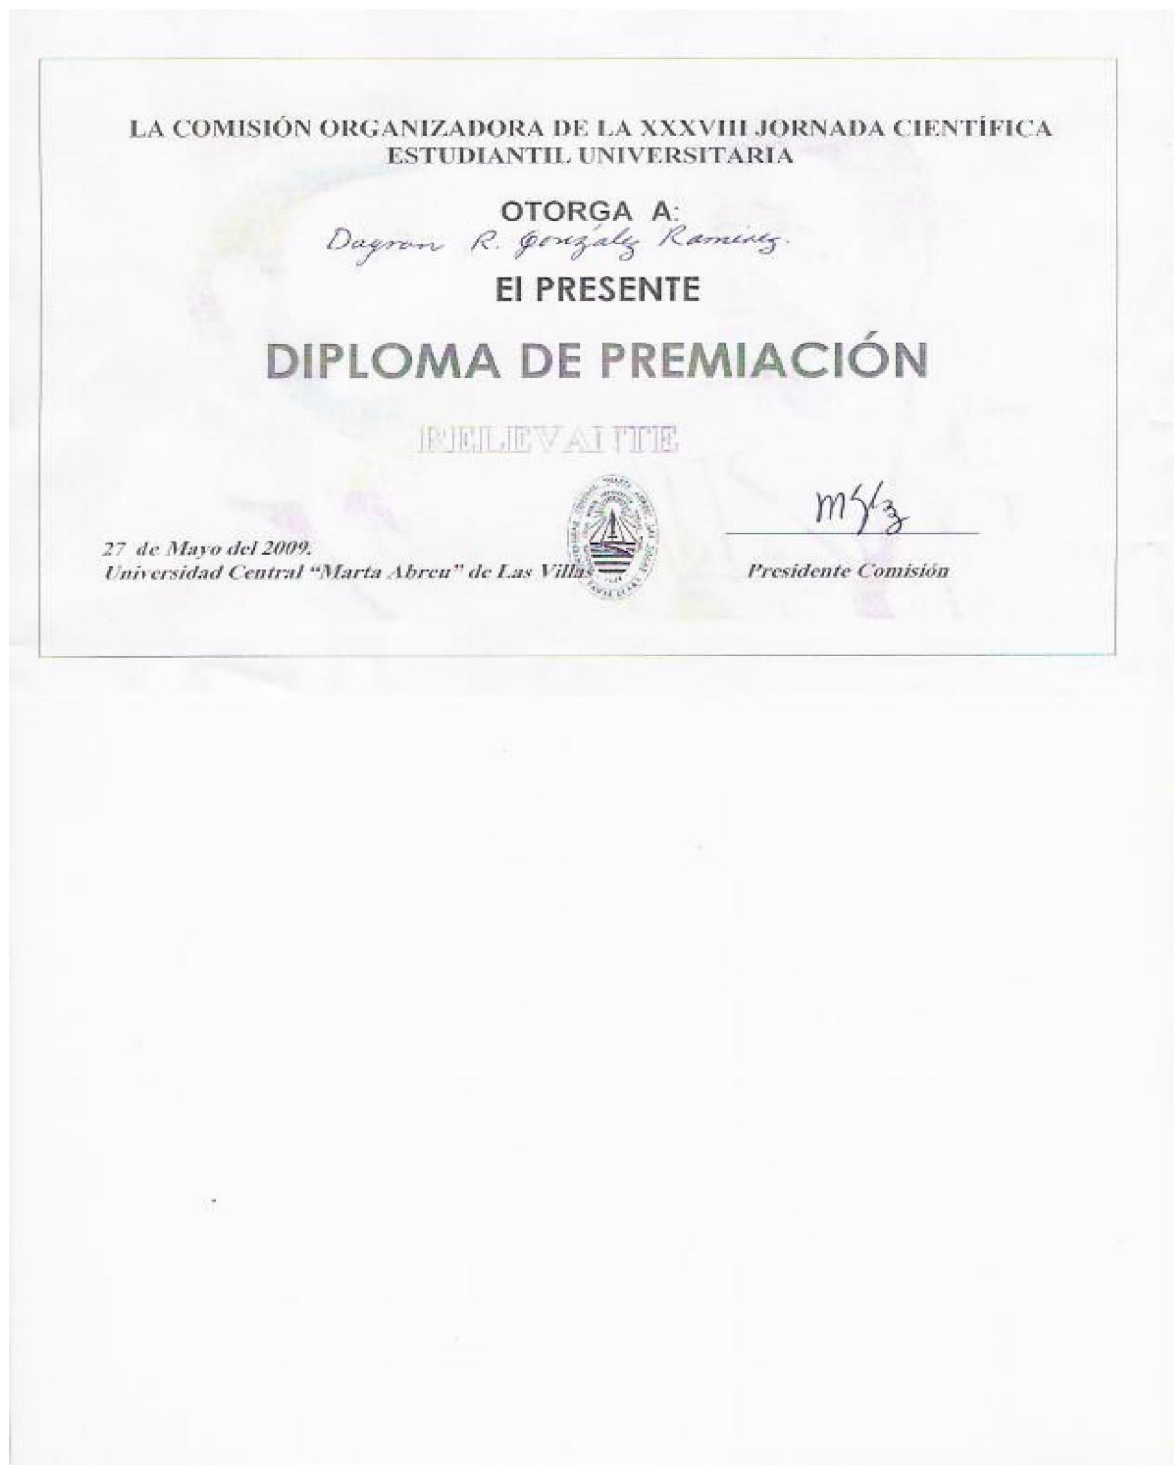 LA COMISIÓN ORGANIZADORA DE LA XXXVIII JORNADA CIENTÍFICA
ESTUDIANTIL UNIVERSITARIA
OTORGA A:
R. González Ramírez.
El PRESENTE
DIPLOMA DE PREMIACIÓN
RELEVANTE
27 de Mayo del 2009.
Universidad Central "Marta Abreu" de Las Villas
Presidente Comisión